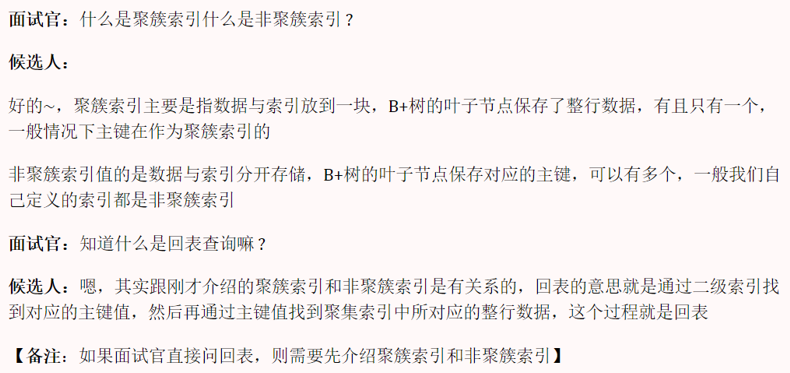 面试官：什么是聚簇索引什么是非聚簇索引？
候选人：
好的~，聚簇索引主要是指数据与索引放到一块，B+树的叶子节点保存了整行数据，有且只有一个，
一般情况下主键在作为聚簇索引的
非聚簇索引值的是数据与索引分开存储，B+树的叶子节点保存对应的主键，可以有多个，一般我们自
己定义的索引都是非聚簇索引
面试官：知道什么是回表查询嘛？
候选人：嗯，其实跟刚才介绍的聚簇索引和非聚簇索引是有关系的，回表的意思就是通过二级索引找
到对应的主键值，然后再通过主键值找到聚集索引中所对应的整行数据，这个过程就是回表
【备注：如果面试官直接问回表，则需要先介绍聚簇索引和非聚簇索引】